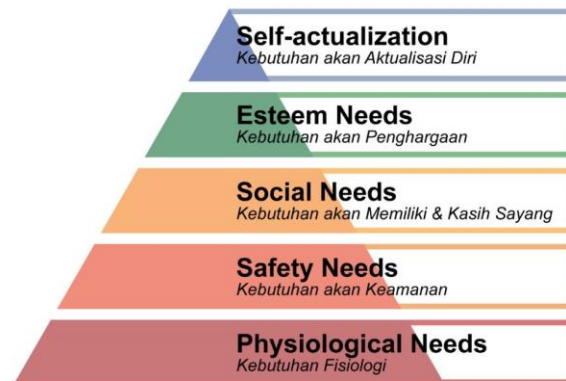 Self-actualization
Kebutuhan akan Aktualisasi Diri
Esteem Needs
Kebutuhan akan Penghargaan
Social Needs
Kebutuhan akan Memiliki & Kasih Sayang
Safety Needs
Kebutuhan akan Keamanan
Physiological Needs
Kebutuhan Fisiologi